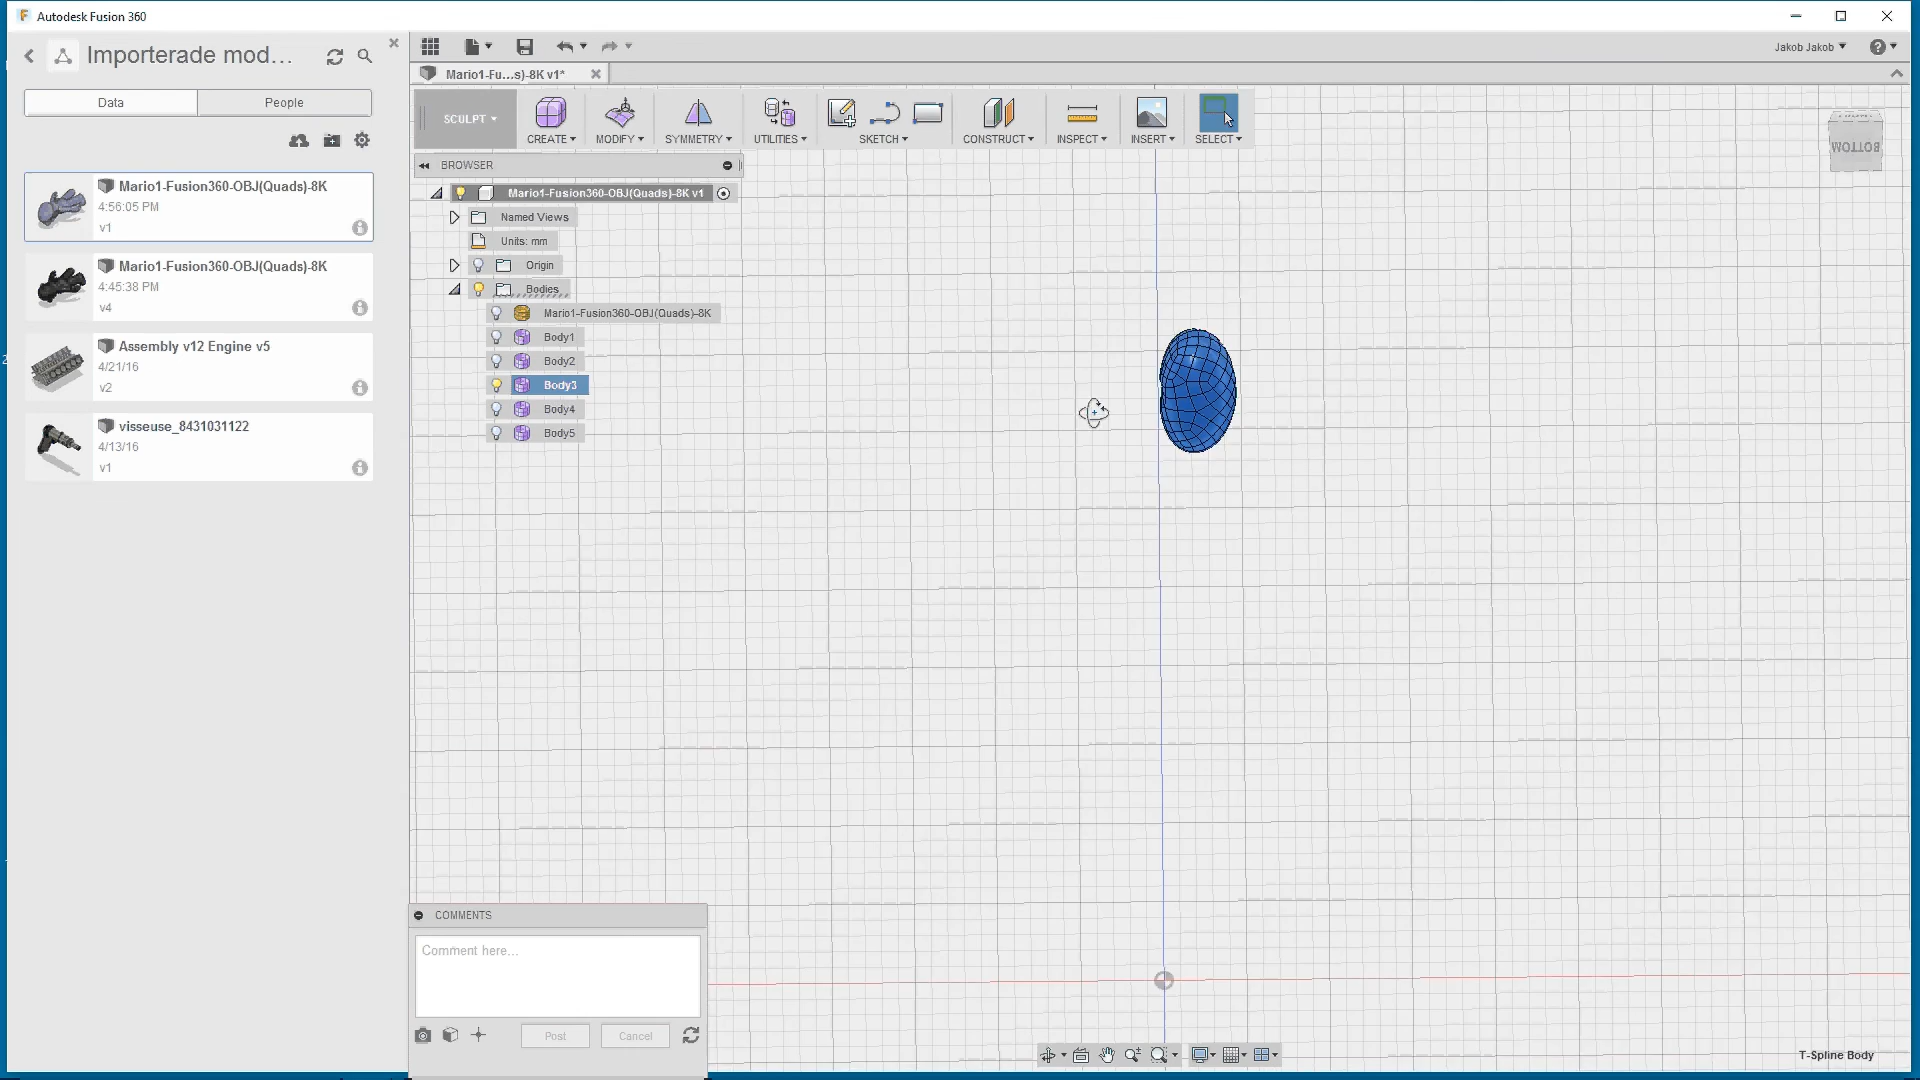 Autodesk Fusion 360
Importerade mod...
Data
People
Mario1-Fusion360-OBJ(Quads)-8K
4:56:05 PM
v1
Mario1-Fusion360-OBJ(Quads)-8K
4:45:38 PM
v4
Assembly v12 Engine v5
4/21/16
v2
visseuse_8431031122
4/13/16
v1
Jakob Jakob
Mario1-Fu...s)-8K v1*
SCULPT
CREATE
MODIFY
SYMMETRY
UTILITIES
SKETCH
CONSTRUCT
INSPECT
INSERT
SELECT
BOTTOM
BROWSER
Mario1-Fusion360-OBJ(Quads)-8K v1
Named Views
Units: mm
Origin
Bodies
Mario1-Fusion360-OBJ(Quads)-8K
Body1
Body2
Body3
Body4
Body5
COMMENTS
Comment here...
Post
Cancel
T-Spline Body